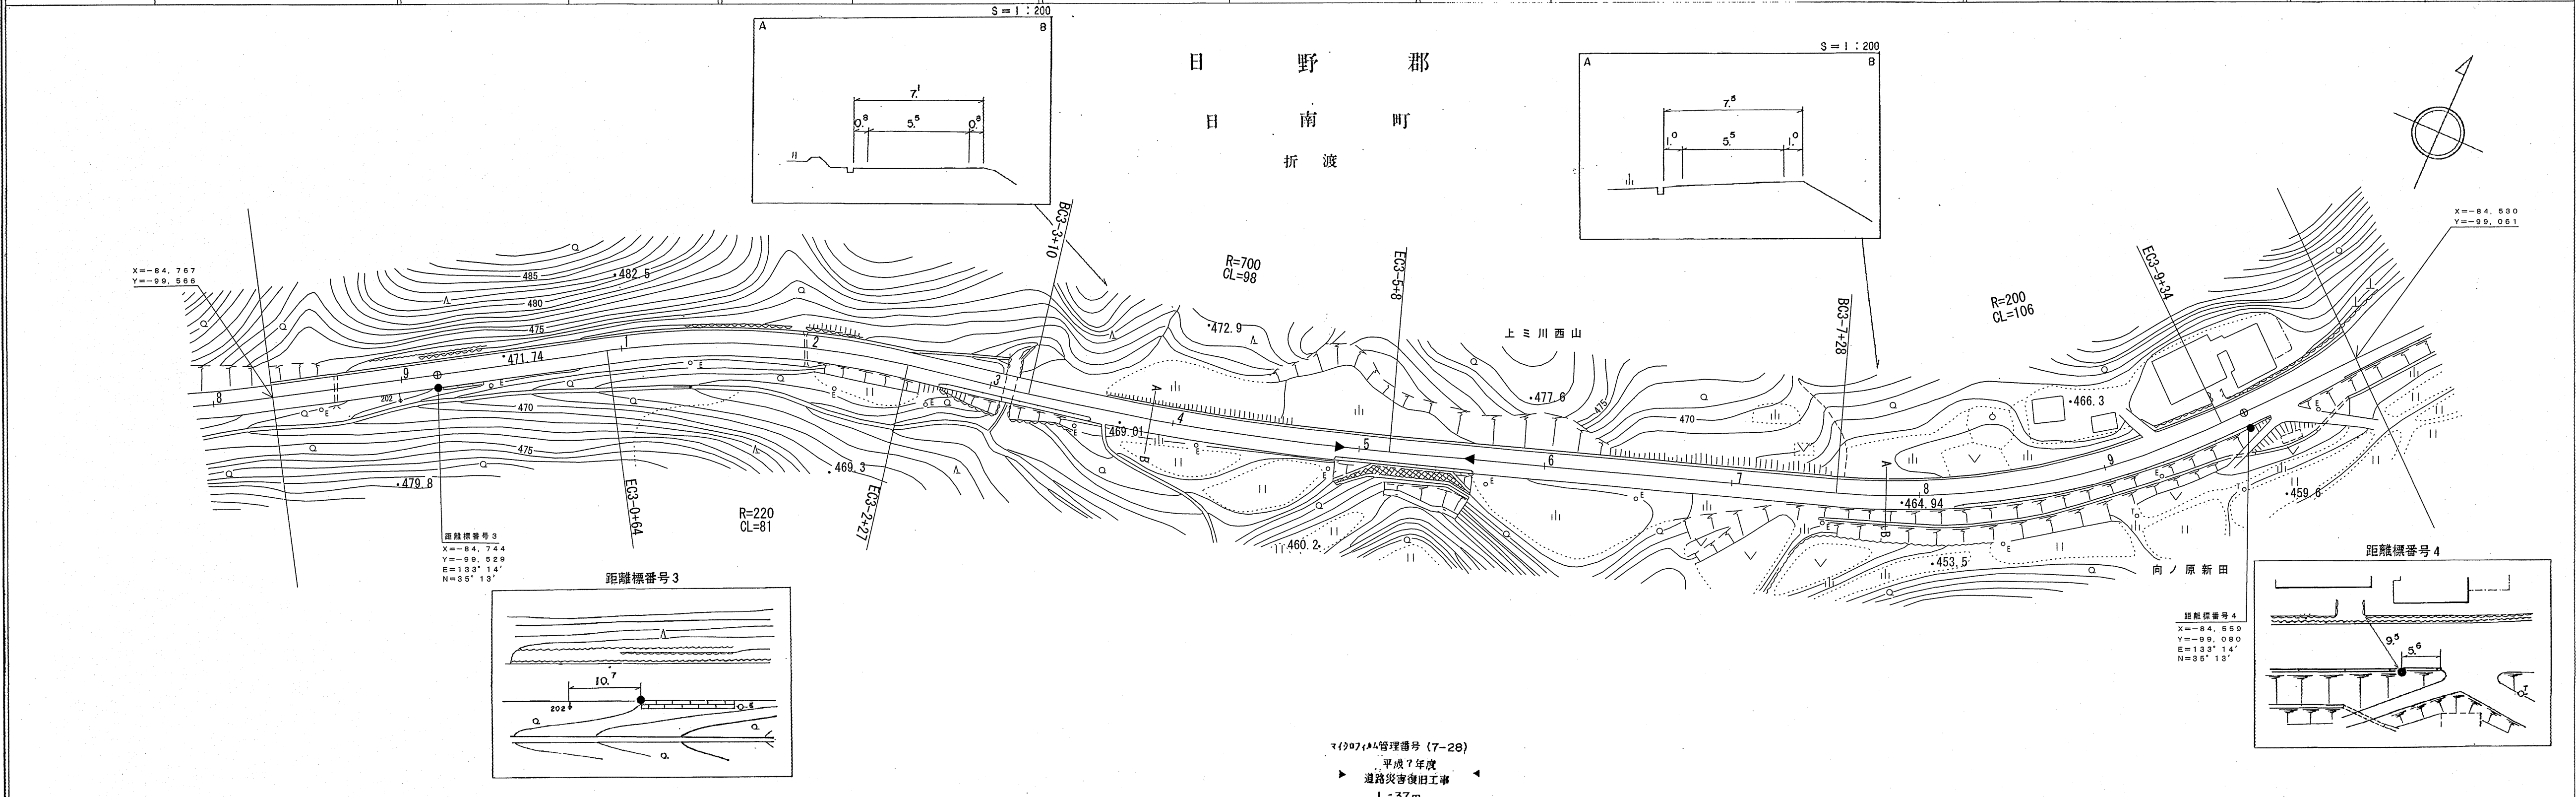 S=1:200
A
B
7.1
0.8
5.5
0.8
日野郡
日南町
折渡
S=1:200
A
B
7.5
1.0
5.5
1.0
X=-84,530
Y=-99,061
X=-84,767
Y=-99,566
BC3-3+10
R=700
CL=98
EC3-5+8
BC3-7+28
R=200
CL=106
EC3-9+34
485
482.5
480
475
471.74
472.9
上ミ川西山
477.6
475
470
466.3
8
9
1
2
3
4
5
6
7
8
9
1
A
B
A
B
202
470
475
479.8
469.3
469.01
460.2
464.94
453.5
459.6
向ノ原新田
EC3-0+64
R=220
CL=81
EC3-2+27
距離標番号3
X=-84,744
Y=-99,529
E=133°14′
N=35°13′
距離標番号3
10.7
202
E
距離標番号4
X=-84,559
Y=-99,080
E=133°14′
N=35°13′
距離標番号4
9.5
5.6
T
マイクロフィルム管理番号(7-28)
平成7年度
道路災害復旧工事
L=37m